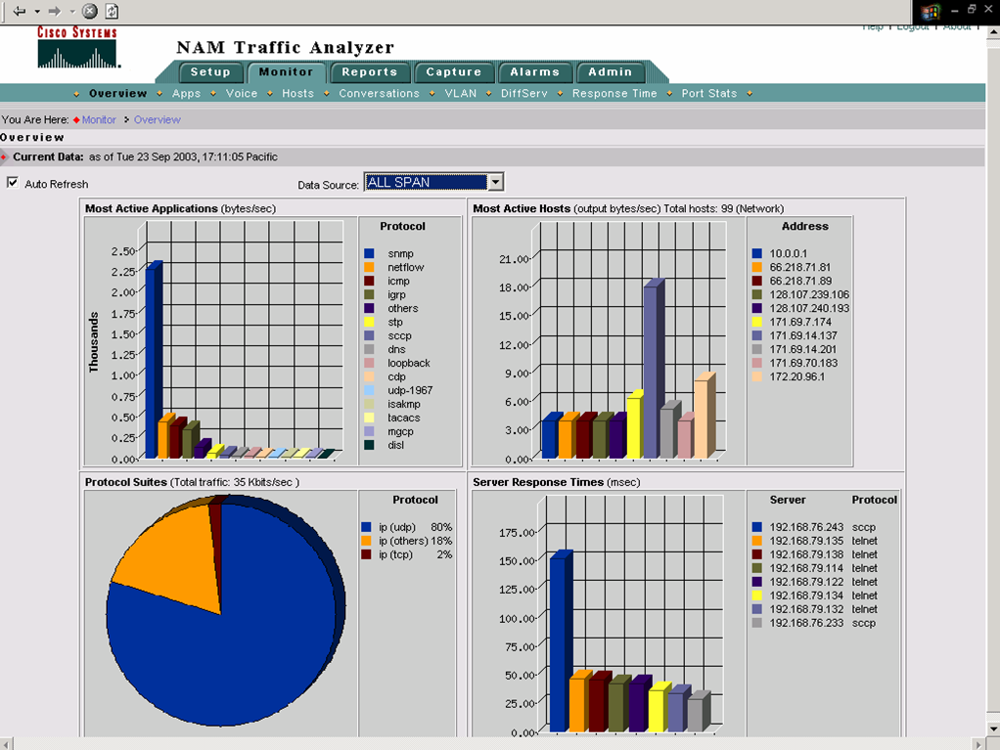 Help | Logout | About |
CISCO SYSTEMS
NAM Traffic Analyzer
Setup Monitor Reports Capture Alarms Admin
Overview Apps Voice Hosts Conversations VLAN DiffServ Response Time Port Stats
You Are Here: Monitor > Overview
Overview
Current Data: as of Tue 23 Sep 2003, 17:11:05 Pacific
Auto Refresh
Data Source: ALL SPAN
Most Active Applications (bytes/sec)
Thousands
2.50
2.25
2.00
1.75
1.50
1.25
1.00
0.75
0.50
0.25
0.00
Protocol
snmp
netflow
icmp
igrp
others
stp
sccp
dns
loopback
cdp
udp-1967
isakmp
tacacs
mgcp
disl
Most Active Hosts (output bytes/sec) Total hosts: 99 (Network)
21.00
18.00
15.00
12.00
9.00
6.00
3.00
0.00
Address
10.0.0.1
66.218.71.81
66.218.71.89
128.107.239.106
128.107.240.193
171.69.7.174
171.69.14.137
171.69.14.201
171.69.70.183
172.20.96.1
Protocol Suites (Total traffic: 35 Kbits/sec )
Protocol
ip (udp) 80%
ip (others) 18%
ip (tcp) 2%
Server Response Times (msec)
175.00
150.00
125.00
100.00
75.00
50.00
25.00
0.00
Server Protocol
192.168.76.243 sccp
192.168.79.135 telnet
192.168.79.138 telnet
192.168.79.114 telnet
192.168.79.122 telnet
192.168.79.134 telnet
192.168.79.132 telnet
192.168.76.233 sccp